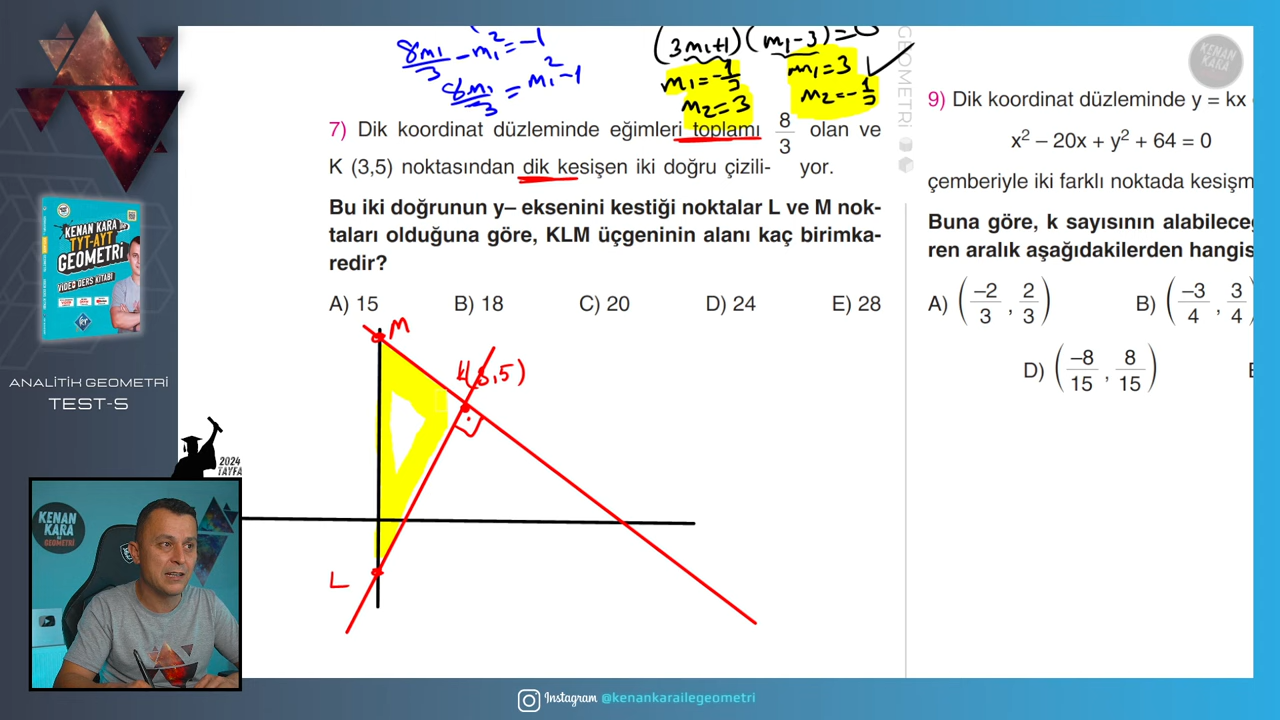 8m₁/3 - m₁² = -1
8m₁/3 = m₁² - 1
(3m₁+1)(m₁-3) = 0
m₁ = -1/3
m₂ = 3
m₁ = 3
m₂ = -1/3
7) Dik koordinat düzleminde eğimleri toplamı 8/3 olan ve
K (3,5) noktasından dik kesişen iki doğru çizili- yor.
Bu iki doğrunun y– eksenini kestiği noktalar L ve M nok-
taları olduğuna göre, KLM üçgeninin alanı kaç birimka-
redir?
A) 15 B) 18 C) 20 D) 24 E) 28
M
K(3,5)
L
GEOMETRİ
KENAN
KARA
9) Dik koordinat düzleminde y = kx
x² – 20x + y² + 64 = 0
çemberiyle iki farklı noktada kesişm
Buna göre, k sayısının alabilece
ren aralık aşağıdakilerden hangis
A) (–2/3 , 2/3) B) (–3/4 , 3/4)
D) (–8/15 , 8/15)
KENAN KARA
TYT-AYT
GEOMETRİ
VİDEO DERS KİTABI
ANALİTİK GEOMETRİ
TEST-5
2024
TAYFA
KENAN
KARA
İLE
GEOMETRİ
Instagram @kenankarailegeometri